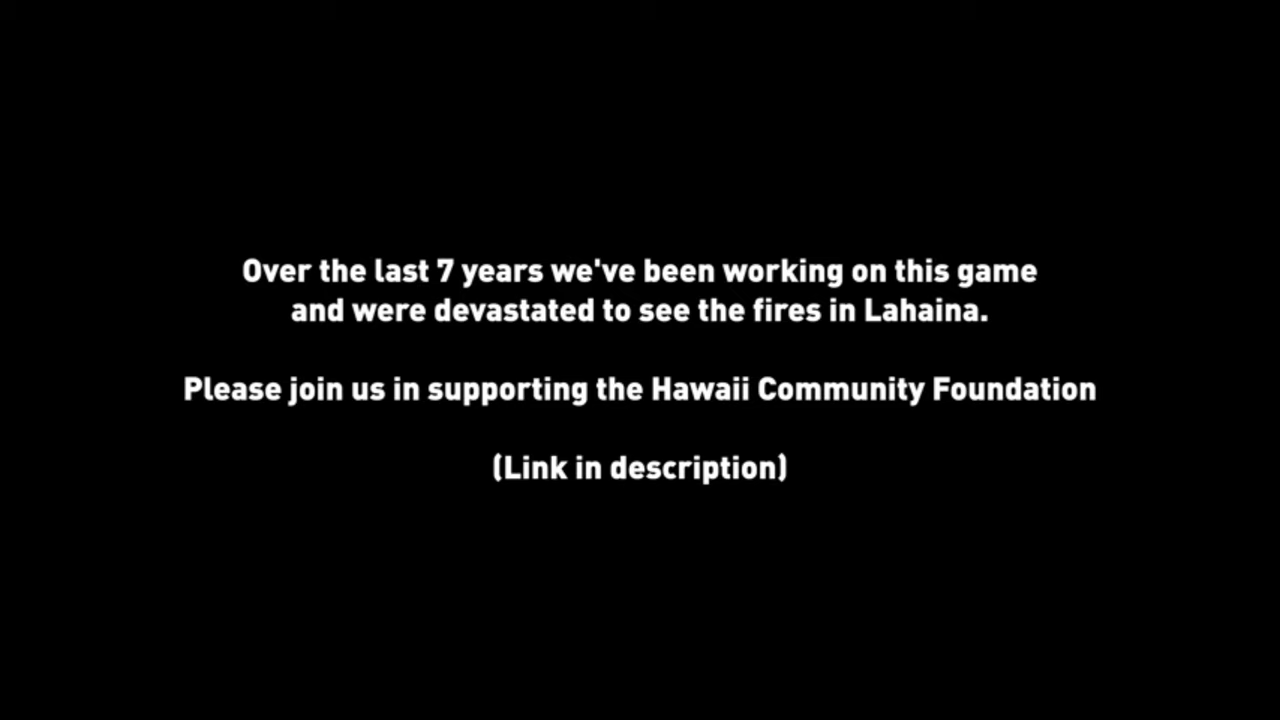 Over the last 7 years we've been working on this game
and were devastated to see the fires in Lahaina.
Please join us in supporting the Hawaii Community Foundation
(Link in description)